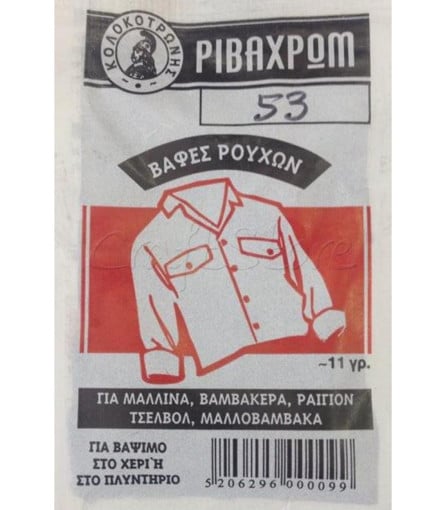 ΚΟΛΟΚΟΤΡΩΝΗΣ
ΡΙΒΑΧΡΩΜ
53
ΒΑΦΕΣ ΡΟΥΧΩΝ
~11 γρ.
ΓΙΑ ΜΑΛΛΙΝΑ, ΒΑΜΒΑΚΕΡΑ, ΡΑΙΓΙΟΝ
ΤΣΕΛΒΟΛ, ΜΑΛΛΟΒΑΜΒΑΚΑ
ΓΙΑ ΒΑΨΙΜΟ
ΣΤΟ ΧΕΡΙ Ή
ΣΤΟ ΠΛΥΝΤΗΡΙΟ
5 206296 000099